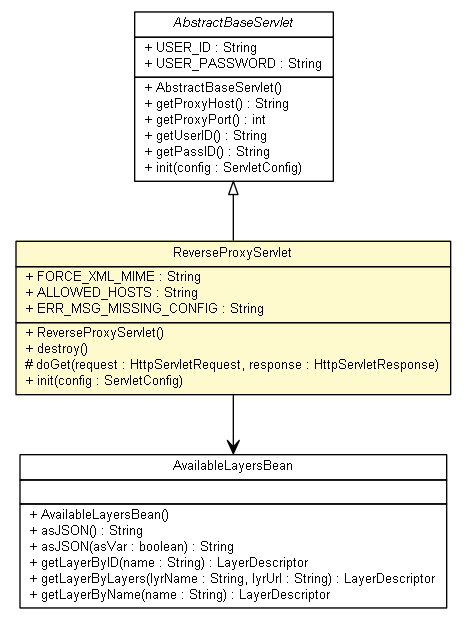 AbstractBaseServlet
+ USER_ID : String
+ USER_PASSWORD : String
+ AbstractBaseServlet()
+ getProxyHost() : String
+ getProxyPort() : int
+ getUserID() : String
+ getPassID() : String
+ init(config : ServletConfig)
ReverseProxyServlet
+ FORCE_XML_MIME : String
+ ALLOWED_HOSTS : String
+ ERR_MSG_MISSING_CONFIG : String
+ ReverseProxyServlet()
+ destroy()
# doGet(request : HttpServletRequest, response : HttpServletResponse)
+ init(config : ServletConfig)
AvailableLayersBean
+ AvailableLayersBean()
+ asJSON() : String
+ asJSON(asVar : boolean) : String
+ getLayerByID(name : String) : LayerDescriptor
+ getLayerByLayers(lyrName : String, lyrUrl : String) : LayerDescriptor
+ getLayerByName(name : String) : LayerDescriptor